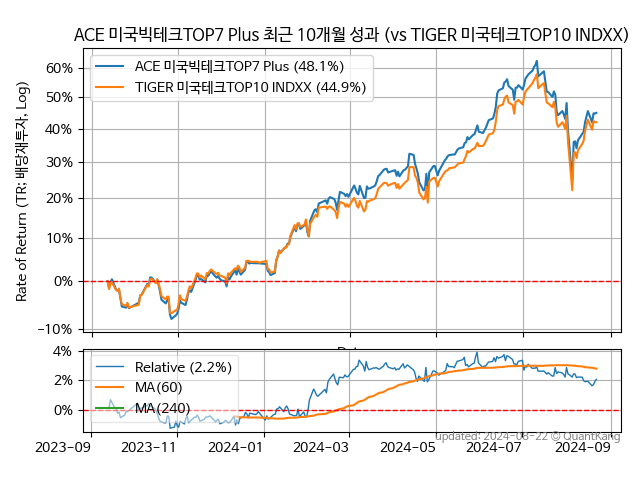 ACE 미국빅테크TOP7 Plus 최근 10개월 성과 (vs TIGER 미국테크TOP10 INDXX)
ACE 미국빅테크TOP7 Plus (48.1%)
TIGER 미국테크TOP10 INDXX (44.9%)
Rate of Return (TR: 배당재투자, Log)
60%
50%
40%
30%
20%
10%
0%
−10%
4%
2%
0%
Relative (2.2%)
MA(60)
MA(240)
2023−09
2023−11
2024−01
2024−03
2024−05
2024−07
2024−09
updated: 2024−08−22 © QuantKang